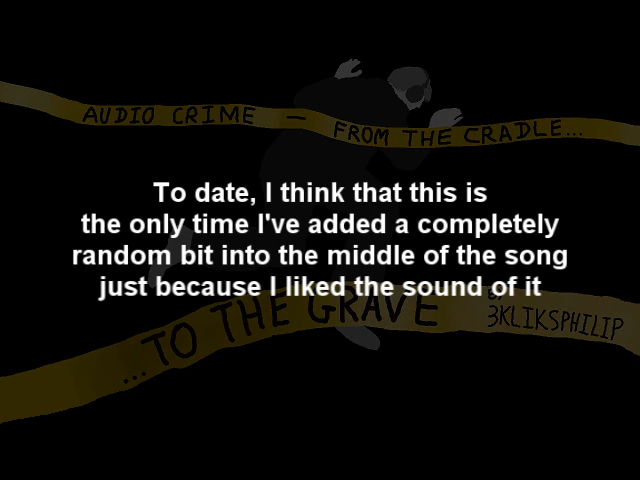 AUDIO CRIME — FROM THE CRADLE...
To date, I think that this is
the only time I've added a completely
random bit into the middle of the song
just because I liked the sound of it
...TO THE GRAVE
BY
3KLIKSPHILIP